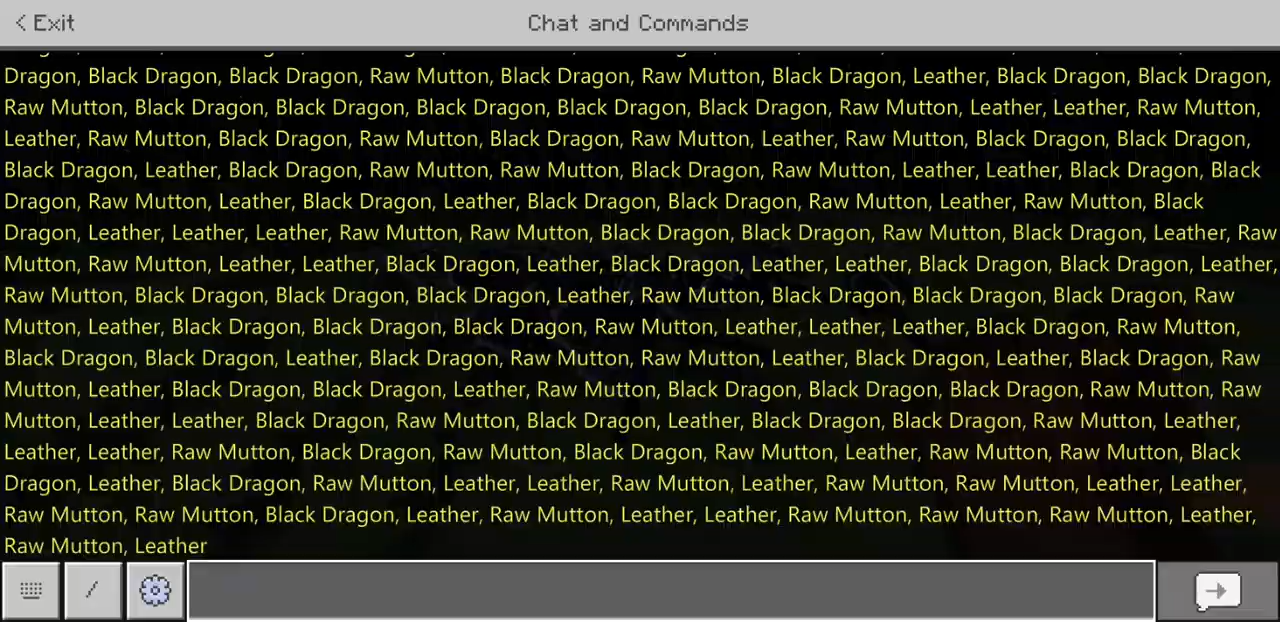 < Exit
Chat and Commands
Dragon, Black Dragon, Black Dragon, Raw Mutton, Black Dragon, Raw Mutton, Black Dragon, Leather, Black Dragon, Black Dragon,
Raw Mutton, Black Dragon, Black Dragon, Black Dragon, Black Dragon, Black Dragon, Raw Mutton, Leather, Leather, Raw Mutton,
Leather, Raw Mutton, Black Dragon, Raw Mutton, Black Dragon, Raw Mutton, Leather, Raw Mutton, Black Dragon, Black Dragon,
Black Dragon, Leather, Black Dragon, Raw Mutton, Raw Mutton, Black Dragon, Raw Mutton, Leather, Leather, Black Dragon, Black
Dragon, Raw Mutton, Leather, Black Dragon, Leather, Black Dragon, Black Dragon, Raw Mutton, Leather, Raw Mutton, Black
Dragon, Leather, Leather, Leather, Raw Mutton, Raw Mutton, Black Dragon, Black Dragon, Raw Mutton, Black Dragon, Leather, Raw
Mutton, Raw Mutton, Leather, Leather, Black Dragon, Leather, Black Dragon, Leather, Leather, Black Dragon, Black Dragon, Leather,
Raw Mutton, Black Dragon, Black Dragon, Black Dragon, Leather, Raw Mutton, Black Dragon, Black Dragon, Black Dragon, Raw
Mutton, Leather, Black Dragon, Black Dragon, Black Dragon, Raw Mutton, Leather, Leather, Leather, Black Dragon, Raw Mutton,
Black Dragon, Black Dragon, Leather, Black Dragon, Raw Mutton, Raw Mutton, Leather, Black Dragon, Leather, Black Dragon, Raw
Mutton, Leather, Black Dragon, Black Dragon, Leather, Raw Mutton, Black Dragon, Black Dragon, Black Dragon, Raw Mutton, Raw
Mutton, Leather, Leather, Black Dragon, Raw Mutton, Black Dragon, Leather, Black Dragon, Black Dragon, Raw Mutton, Leather,
Leather, Leather, Raw Mutton, Black Dragon, Raw Mutton, Black Dragon, Raw Mutton, Leather, Raw Mutton, Raw Mutton, Black
Dragon, Leather, Black Dragon, Raw Mutton, Leather, Leather, Raw Mutton, Leather, Raw Mutton, Raw Mutton, Leather, Leather,
Raw Mutton, Raw Mutton, Black Dragon, Leather, Raw Mutton, Leather, Leather, Raw Mutton, Raw Mutton, Raw Mutton, Leather,
Raw Mutton, Leather